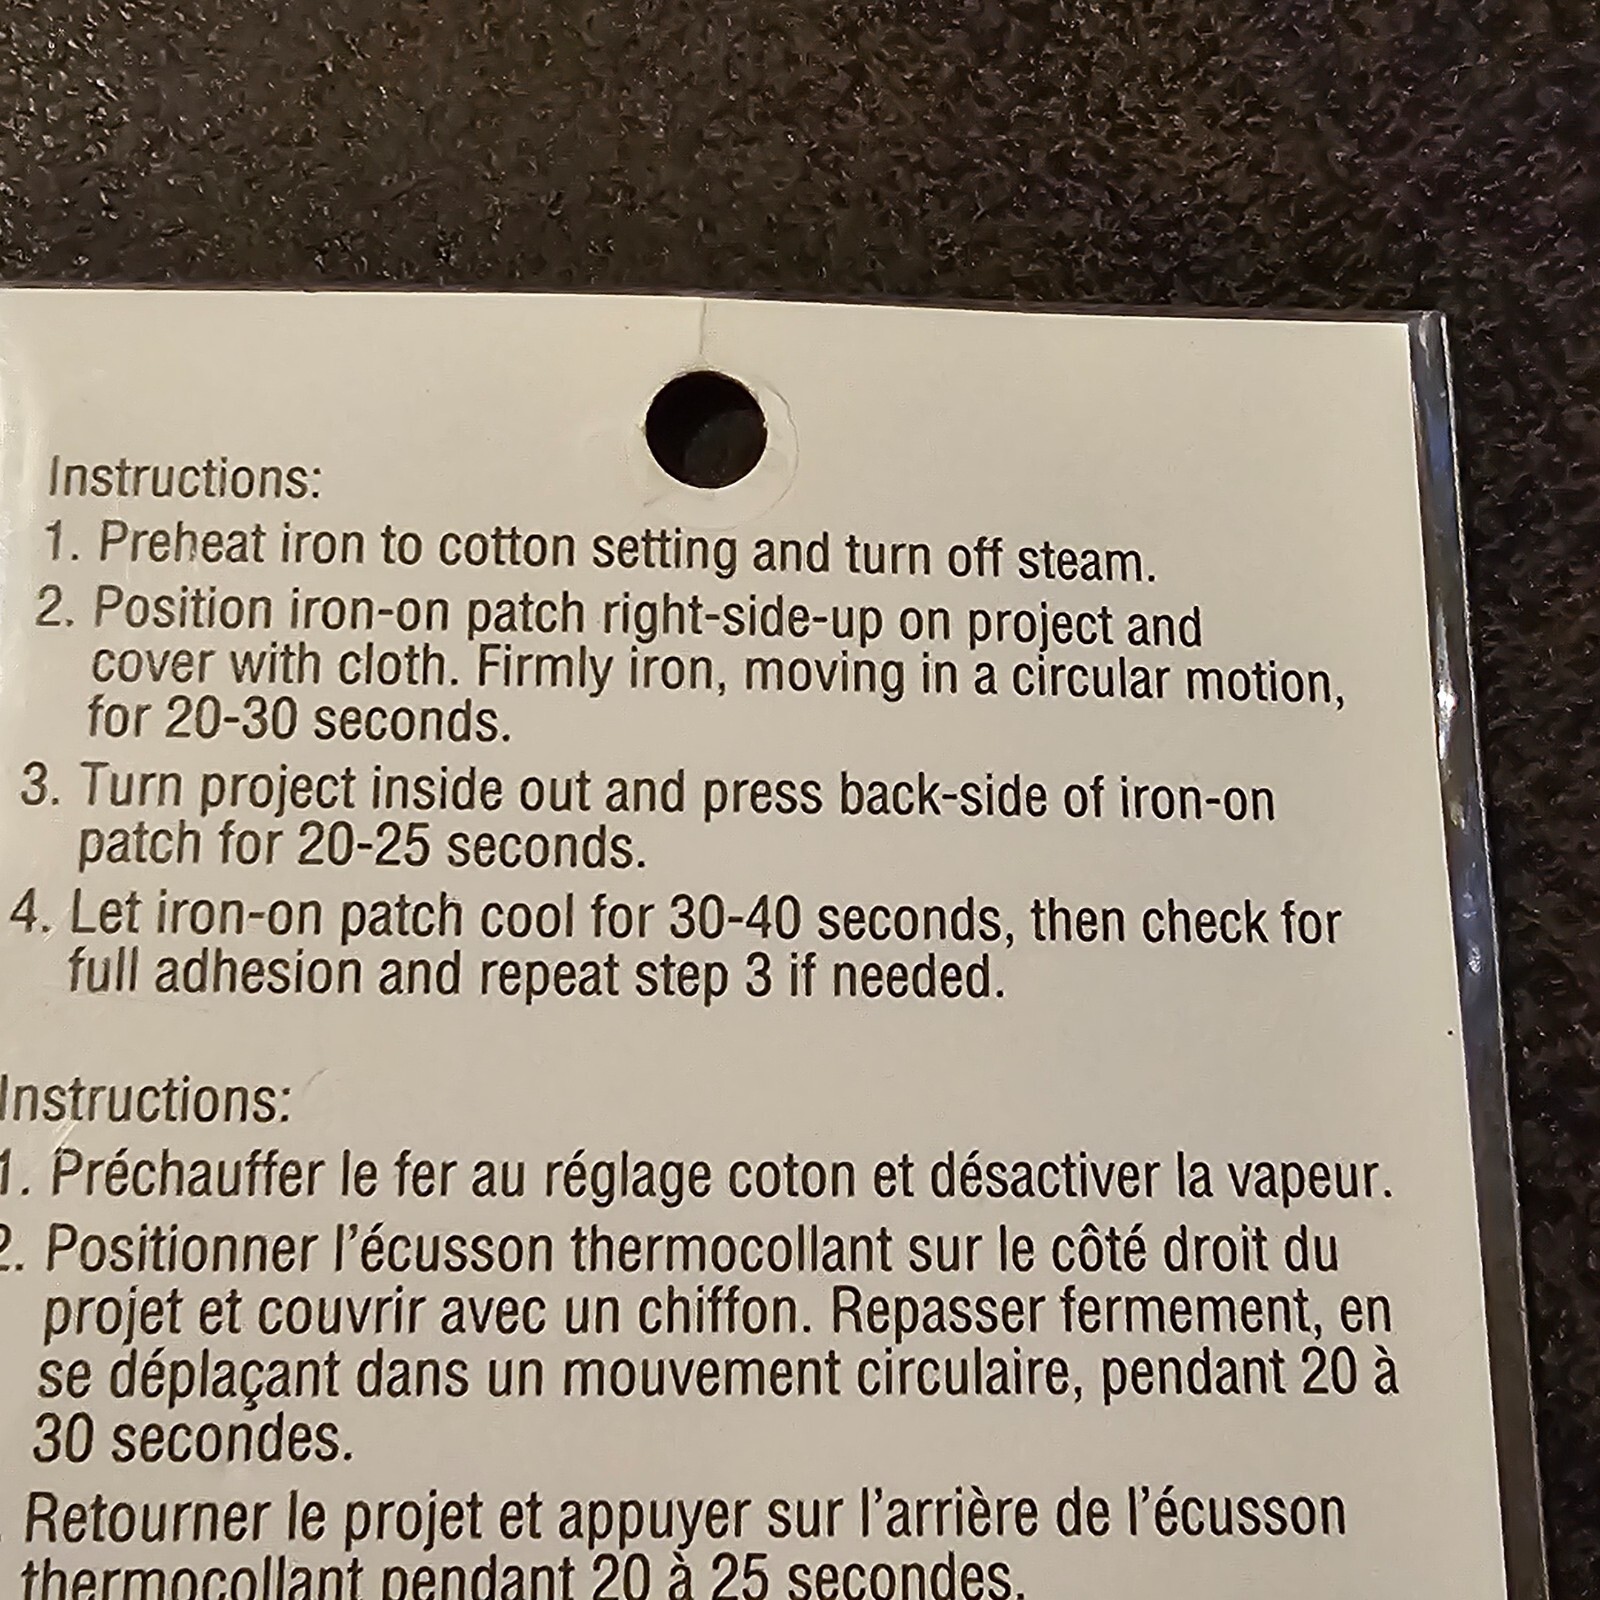 Instructions:
1. Preheat iron to cotton setting and turn off steam.
2. Position iron-on patch right-side-up on project and
cover with cloth. Firmly iron, moving in a circular motion,
for 20-30 seconds.
3. Turn project inside out and press back-side of iron-on
patch for 20-25 seconds.
4. Let iron-on patch cool for 30-40 seconds, then check for
full adhesion and repeat step 3 if needed.
Instructions:
1. Préchauffer le fer au réglage coton et désactiver la vapeur.
2. Positionner l'écusson thermocollant sur le côté droit du
projet et couvrir avec un chiffon. Repasser fermement, en
se déplaçant dans un mouvement circulaire, pendant 20 à
30 secondes.
Retourner le projet et appuyer sur l'arrière de l'écusson
thermocollant pendant 20 à 25 secondes.